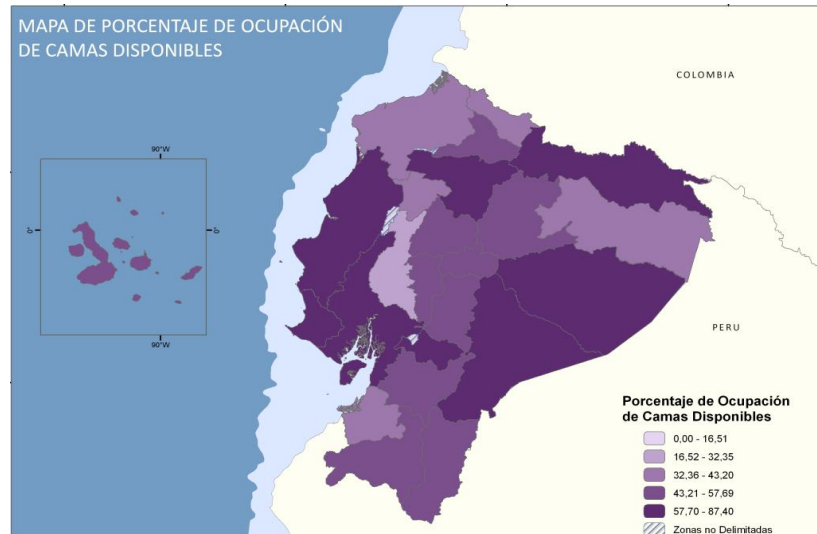 MAPA DE PORCENTAJE DE OCUPACIÓN
DE CAMAS DISPONIBLES
COLOMBIA
90°W
0°
0°
90°W
PERU
Porcentaje de Ocupación
de Camas Disponibles
0,00 - 16,51
16,52 - 32,35
32,36 - 43,20
43,21 - 57,69
57,70 - 87,40
Zonas no Delimitadas